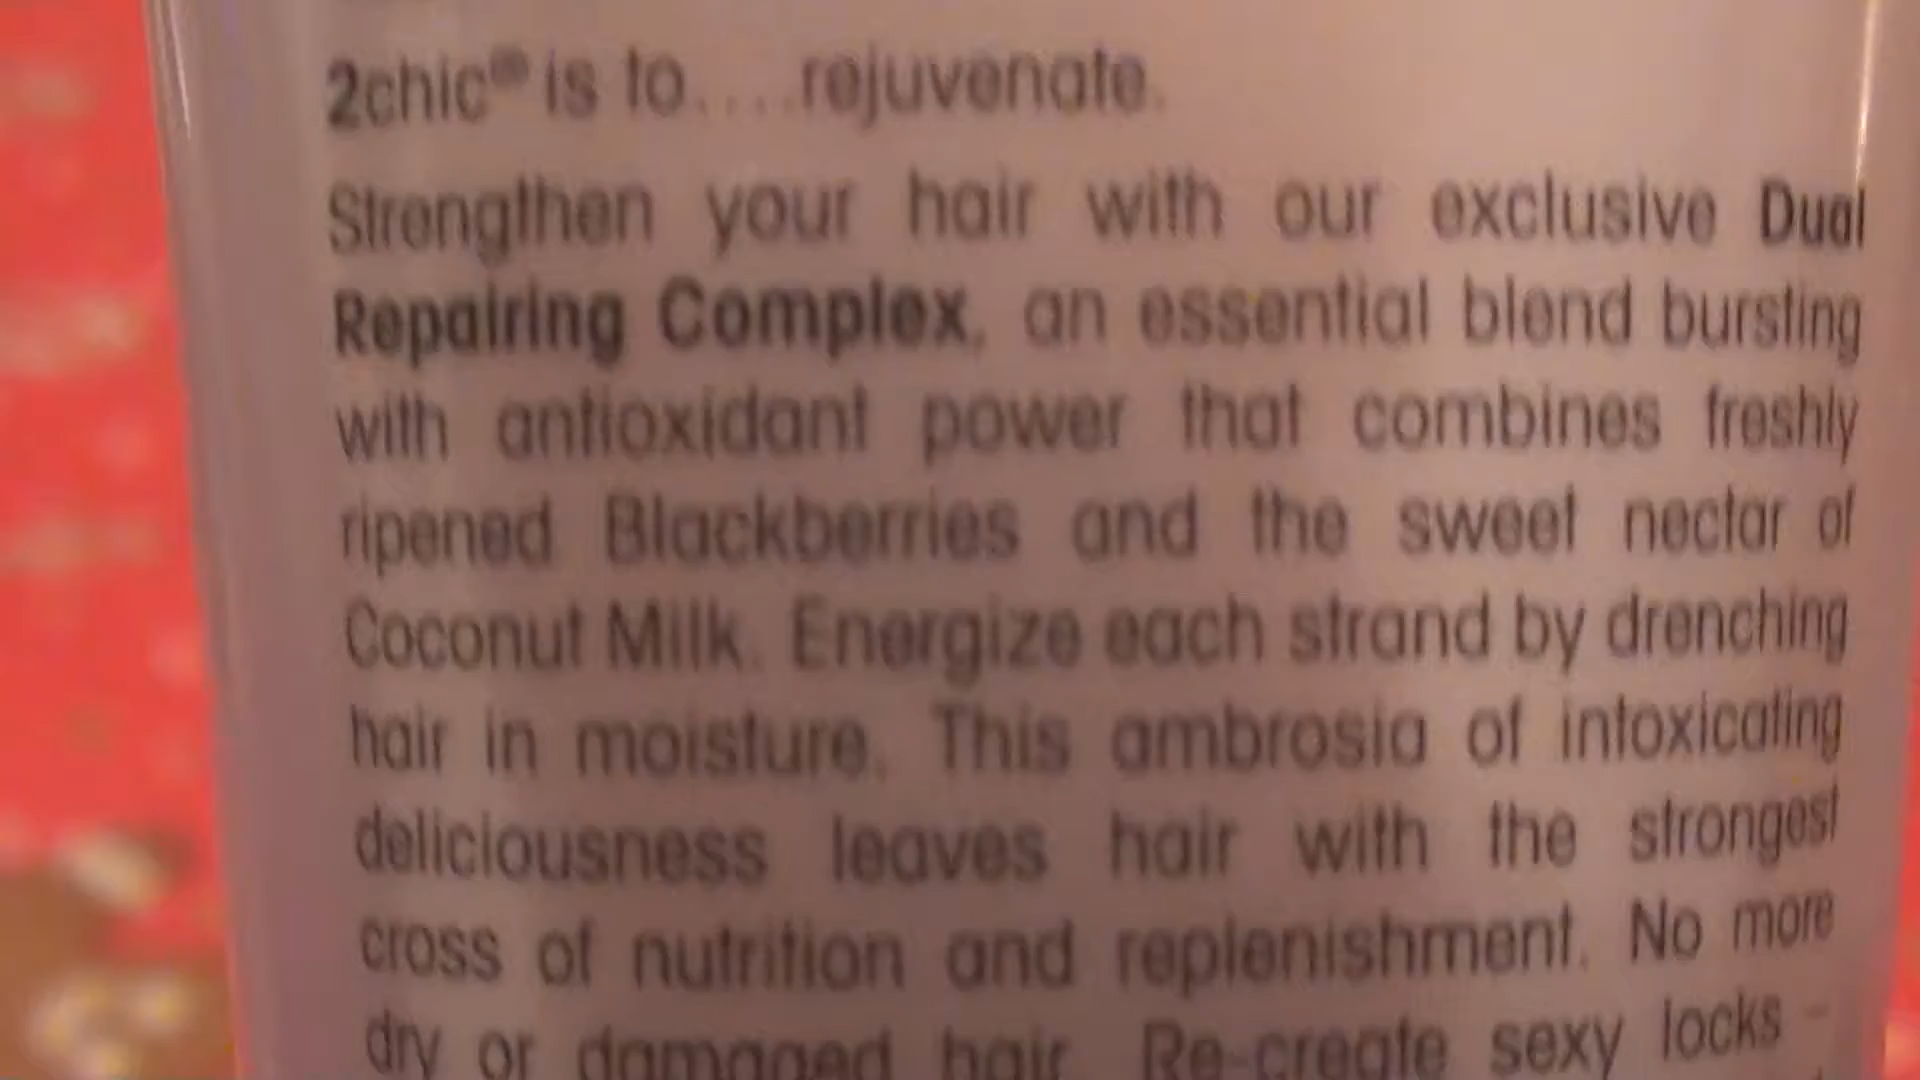 2chic® is to....rejuvenate.
Strengthen your hair with our exclusive Dual
Repairing Complex, an essential blend bursting
with antioxidant power that combines freshly
ripened Blackberries and the sweet nectar of
Coconut Milk. Energize each strand by drenching
hair in moisture. This ambrosia of intoxicating
deliciousness leaves hair with the strongest
cross of nutrition and replenishment. No more
dry or damaged hair. Re-create sexy locks -